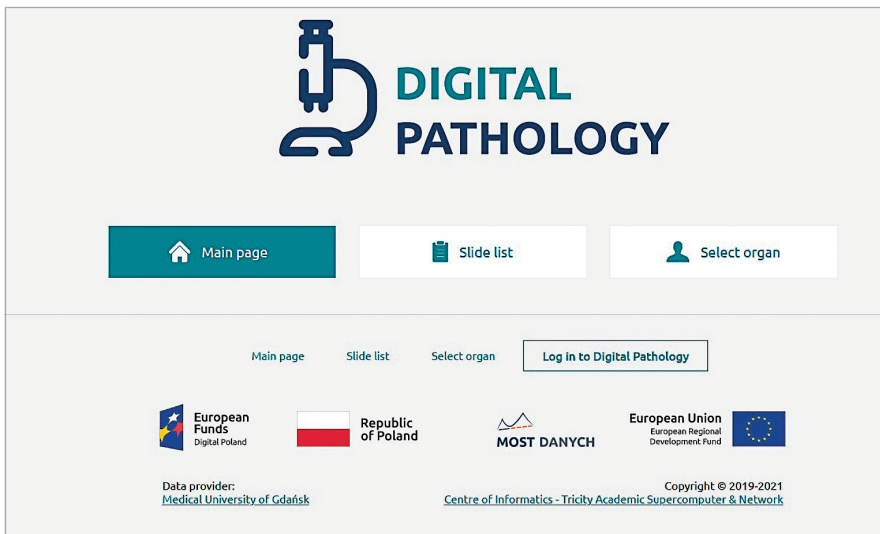 DIGITAL
PATHOLOGY
Main page
Slide list
Select organ
Main page
Slide list
Select organ
Log in to Digital Pathology
European
Funds
Digital Poland
Republic
of Poland
MOST DANYCH
European Union
European Regional
Development Fund
Data provider:
Medical University of Gdańsk
Copyright © 2019-2021
Centre of Informatics - Tricity Academic Supercomputer & Network